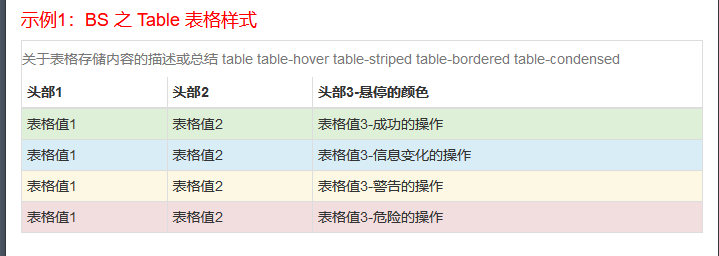 示例1：BS 之 Table 表格样式
关于表格存储内容的描述或总结 table table-hover table-striped table-bordered table-condensed
头部1 头部2 头部3-悬停的颜色
表格值1 表格值2 表格值3-成功的操作
表格值1 表格值2 表格值3-信息变化的操作
表格值1 表格值2 表格值3-警告的操作
表格值1 表格值2 表格值3-危险的操作